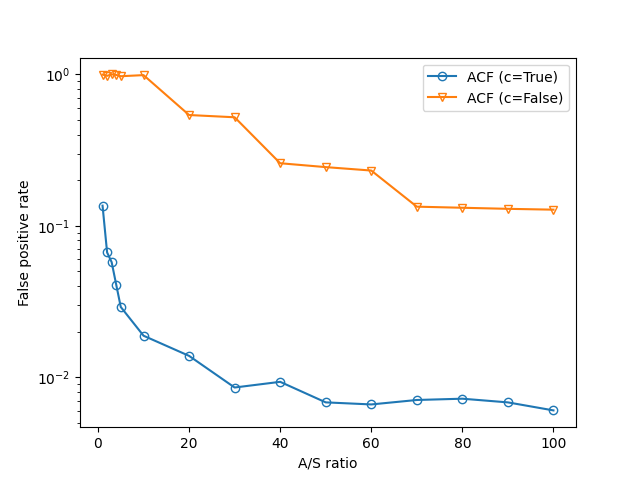 ACF (c=True)
ACF (c=False)
10⁰
10⁻¹
10⁻²
False positive rate
0 20 40 60 80 100
A/S ratio